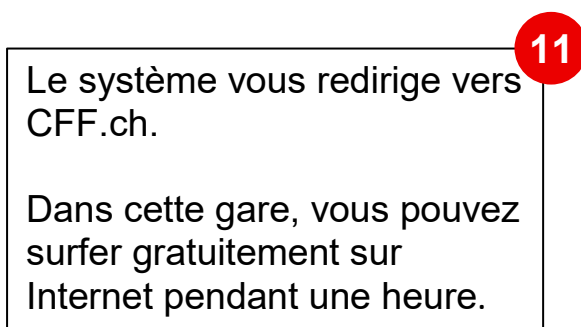 11
Le système vous redirige vers
CFF.ch.
Dans cette gare, vous pouvez
surfer gratuitement sur
Internet pendant une heure.